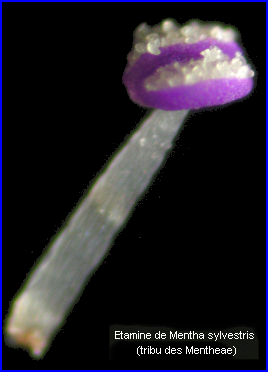 Etamine de Mentha sylvestris
(tribu des Mentheae)